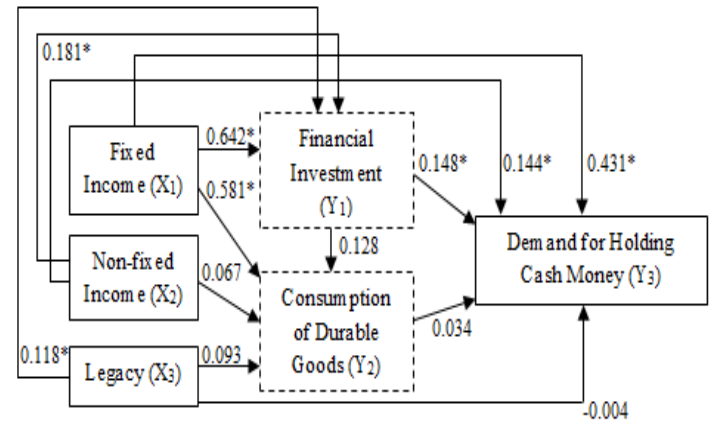 0.181*
Fixed
Income (X1)
0.642*
0.581*
Financial
Investment
(Y1)
0.148*
0.144*
0.431*
Non-fixed
Income (X2)
0.067
0.128
Demand for Holding
Cash Money (Y3)
Consumption
of Durable
Goods (Y2)
0.034
0.118*
Legacy (X3)
0.093
-0.004